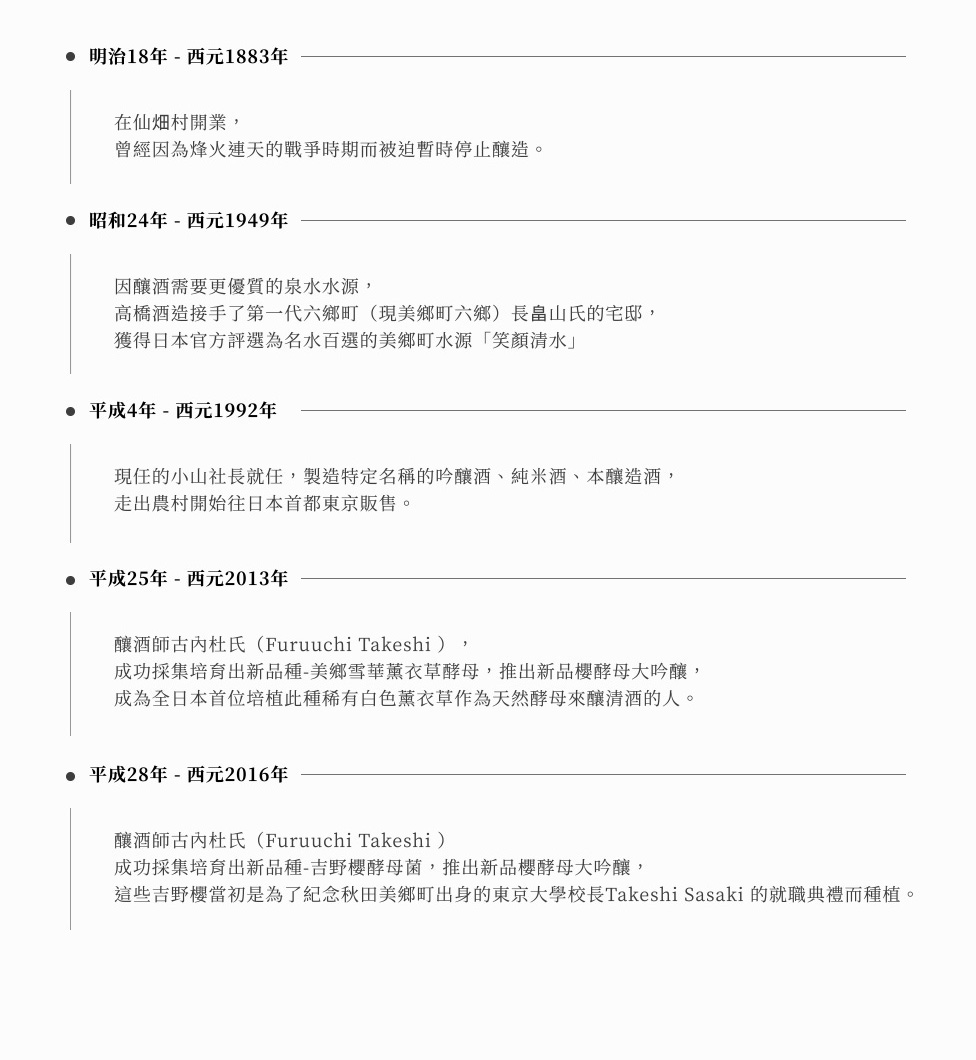 明治18年 - 西元1883年
在仙畑村開業，
曾經因為烽火連天的戰爭時期而被迫暫時停止釀造。
昭和24年 - 西元1949年
因釀酒需要更優質的泉水水源，
高橋酒造接手了第一代六鄉町（現美鄉町六鄉）長畠山氏的宅邸，
獲得日本官方評選為名水百選的美鄉町水源「笑顏清水」
平成4年 - 西元1992年
現任的小山社長就任，製造特定名稱的吟釀酒、純米酒、本釀造酒，
走出農村開始往日本首都東京販售。
平成25年 - 西元2013年
釀酒師古內杜氏（Furuuchi Takeshi ），
成功採集培育出新品種-美鄉雪華薰衣草酵母，推出新品櫻酵母大吟釀，
成為全日本首位培植此種稀有白色薰衣草作為天然酵母來釀清酒的人。
平成28年 - 西元2016年
釀酒師古內杜氏（Furuuchi Takeshi ）
成功採集培育出新品種-吉野櫻酵母菌，推出新品櫻酵母大吟釀，
這些吉野櫻當初是為了紀念秋田美鄉町出身的東京大學校長Takeshi Sasaki 的就職典禮而種植。